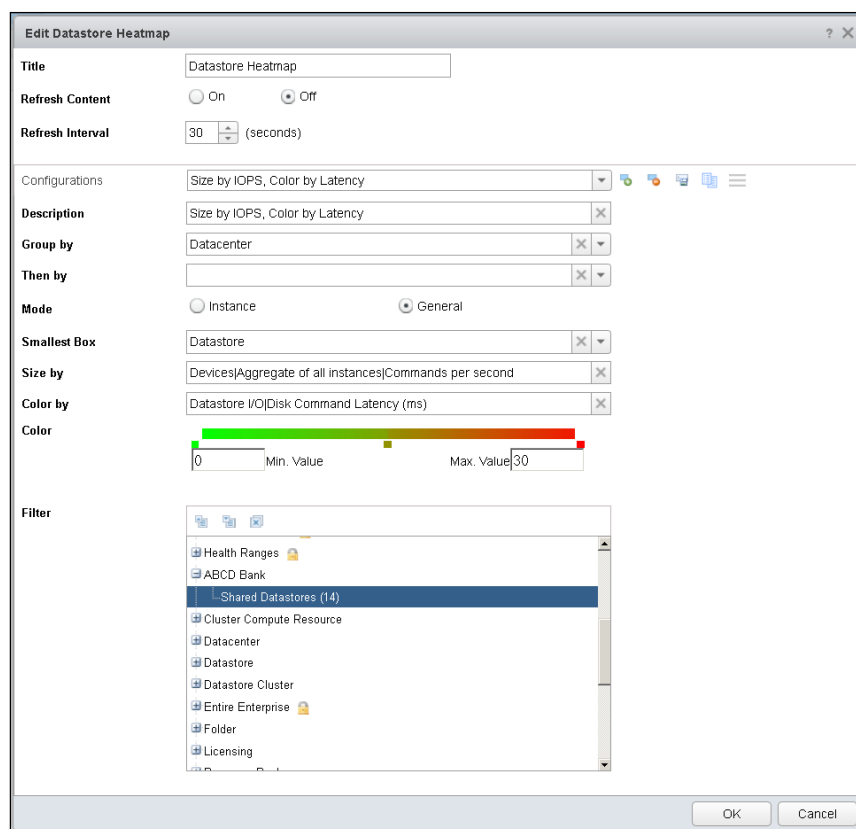 Edit Datastore Heatmap ?
Title Datastore Heatmap
Refresh Content On Off
Refresh Interval 30 (seconds)
Configurations Size by IOPS, Color by Latency
Description Size by IOPS, Color by Latency
Group by Datacenter
Then by
Mode Instance General
Smallest Box Datastore
Size by Devices|Aggregate of all instances|Commands per second
Color by Datastore I/O|Disk Command Latency (ms)
Color
0 Min. Value Max. Value 30
Filter
Health Ranges
ABCD Bank
Shared Datastores (14)
Cluster Compute Resource
Datacenter
Datastore
Datastore Cluster
Entire Enterprise
Folder
Licensing
OK Cancel